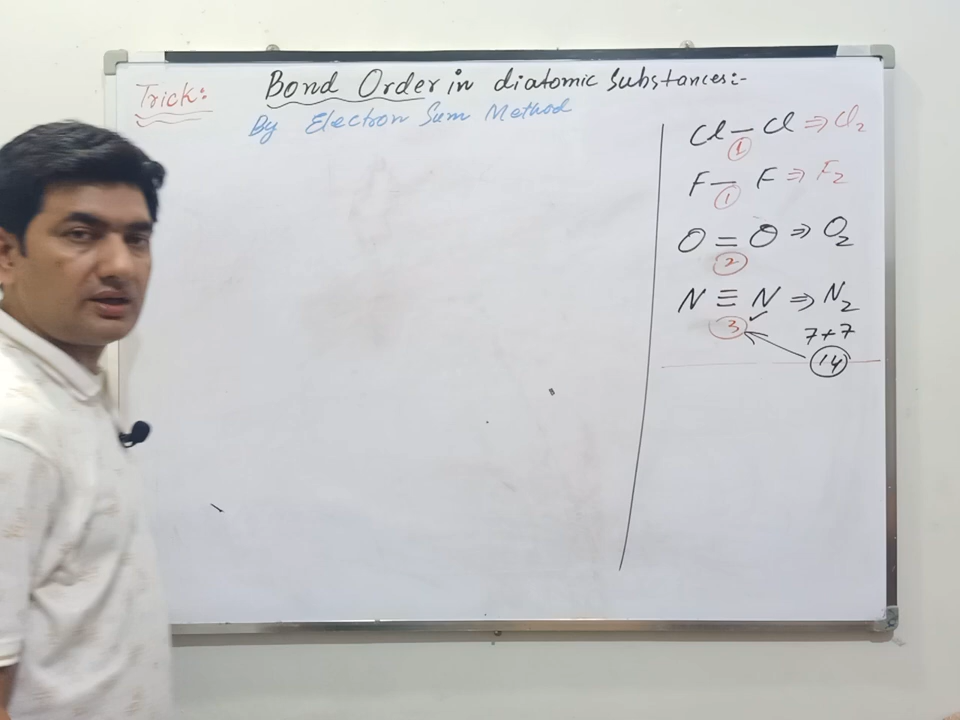 Trick:
Bond Order in diatomic Substances:-
By Electron Sum Method
Cl — Cl ⇒ Cl₂
1
F — F ⇒ F₂
1
O = O ⇒ O₂
2
N ≡ N ⇒ N₂
3 ✓
7+7
14